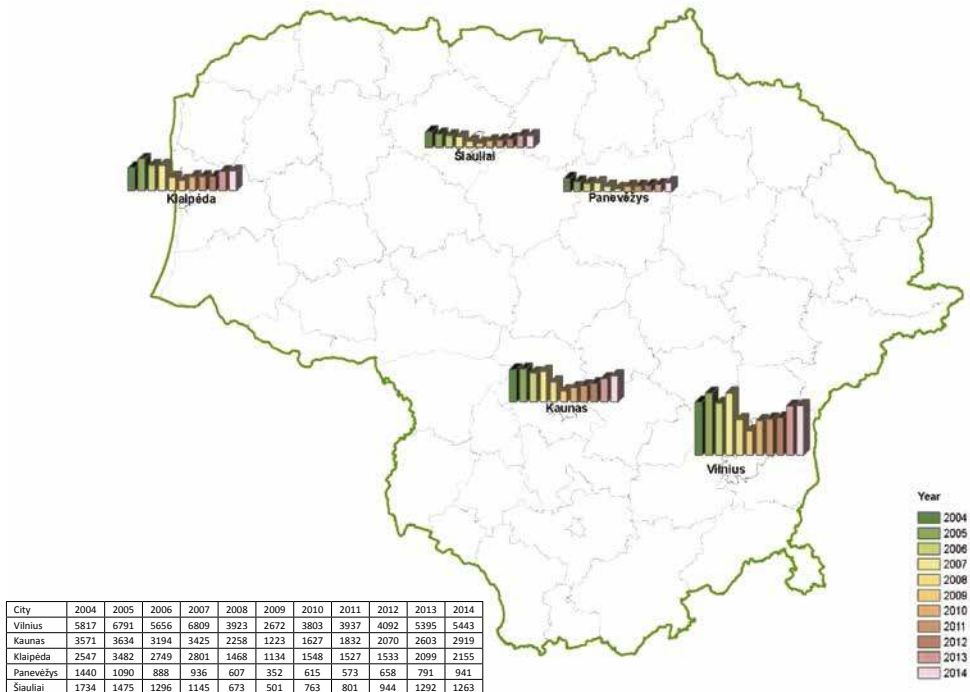 Šiauliai
Panevėžys
Klaipėda
Kaunas
Vilnius
Year
2004
2005
2006
2007
2008
2009
2010
2011
2012
2013
2014
City 2004 2005 2006 2007 2008 2009 2010 2011 2012 2013 2014
Vilnius 5817 6791 5656 6809 3923 2672 3803 3937 4092 5395 5443
Kaunas 3571 3634 3194 3425 2258 1223 1627 1832 2070 2603 2919
Klaipėda 2547 3482 2749 2801 1468 1134 1548 1527 1533 2099 2155
Panevėžys 1440 1090 888 936 607 352 615 573 658 791 941
Šiauliai 1734 1475 1296 1145 673 501 763 801 944 1292 1263